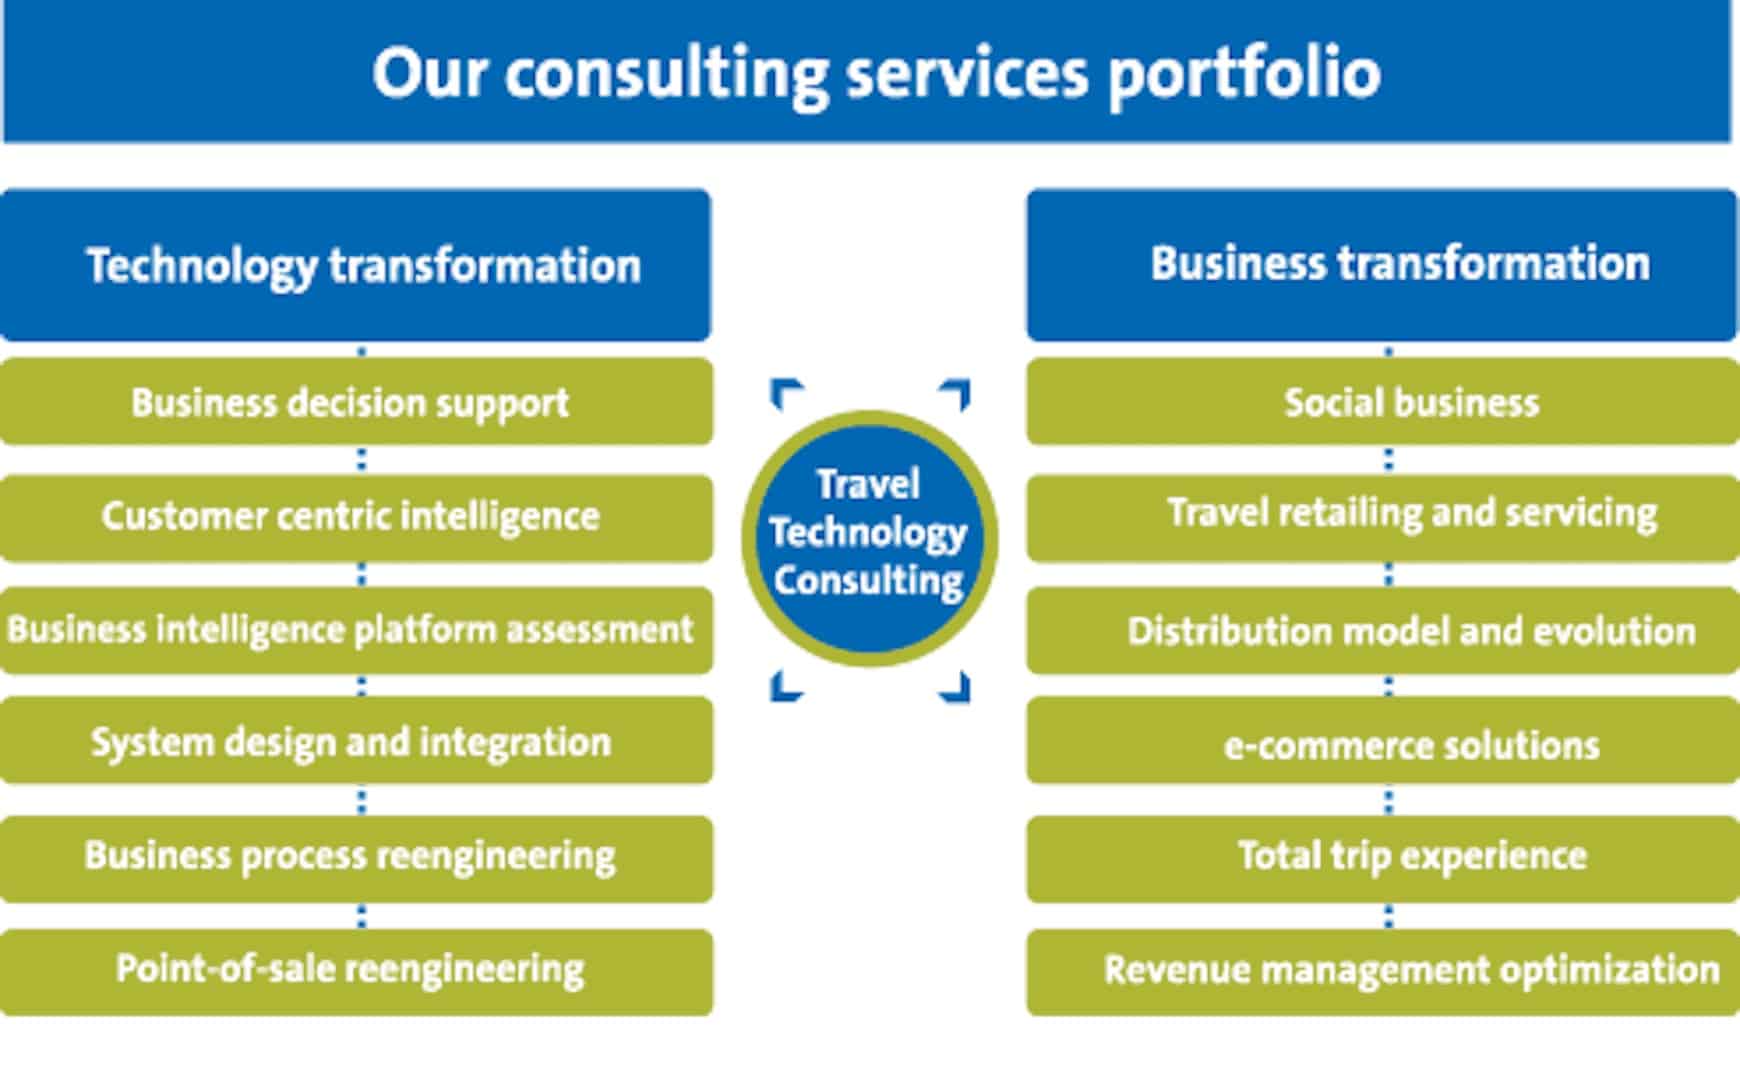 Our consulting services portfolio
Technology transformation
Business decision support
Customer centric intelligence
Business intelligence platform assessment
System design and integration
Business process reengineering
Point-of-sale reengineering
Travel
Technology
Consulting
Business transformation
Social business
Travel retailing and servicing
Distribution model and evolution
e-commerce solutions
Total trip experience
Revenue management optimization